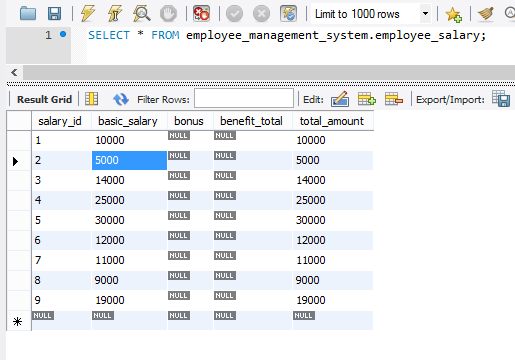 Limit to 1000 rows
1 SELECT * FROM employee_management_system.employee_salary;
Result Grid Filter Rows: Edit: Export/Import:
salary_id basic_salary bonus benefit_total total_amount
1 10000 NULL NULL 10000
2 5000 NULL NULL 5000
3 14000 NULL NULL 14000
4 25000 NULL NULL 25000
5 30000 NULL NULL 30000
6 12000 NULL NULL 12000
7 11000 NULL NULL 11000
8 9000 NULL NULL 9000
9 19000 NULL NULL 19000
NULL NULL NULL NULL NULL